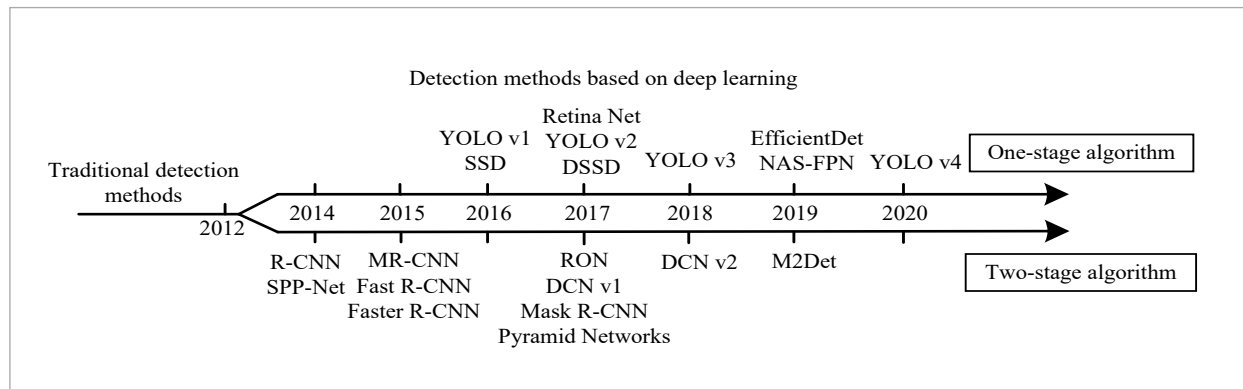 Detection methods based on deep learning
Retina Net
YOLO v1
YOLO v2
EfficientDet
SSD
DSSD
YOLO v3
NAS-FPN
YOLO v4
One-stage algorithm
Traditional detection
methods
2012
2014
2015
2016
2017
2018
2019
2020
R-CNN
SPP-Net
MR-CNN
Fast R-CNN
Faster R-CNN
RON
DCN v1
Mask R-CNN
Pyramid Networks
DCN v2
M2Det
Two-stage algorithm